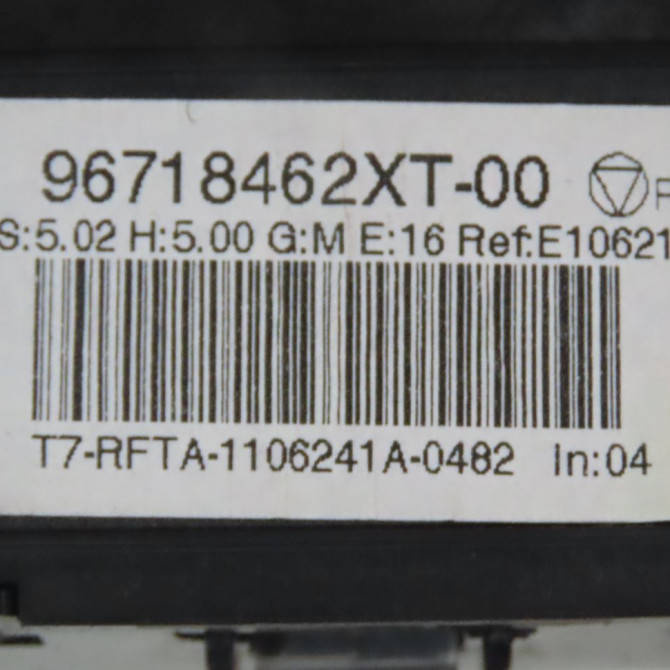 96718462XT-00
S:5.02 H:5.00 G:M E:16 Ref:E10621
T7-RFTA-1106241A-0482 In:04